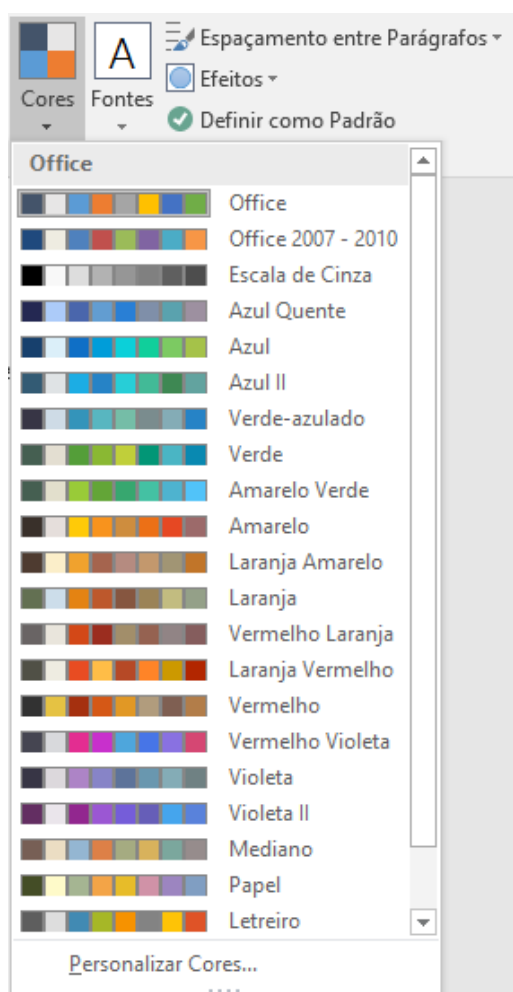 A
Cores
Fontes
Espaçamento entre Parágrafos
Efeitos
Definir como Padrão
Office
Office
Office 2007 - 2010
Escala de Cinza
Azul Quente
Azul
Azul II
Verde-azulado
Verde
Amarelo Verde
Amarelo
Laranja Amarelo
Laranja
Vermelho Laranja
Laranja Vermelho
Vermelho
Vermelho Violeta
Violeta
Violeta II
Mediano
Papel
Letreiro
Personalizar Cores...